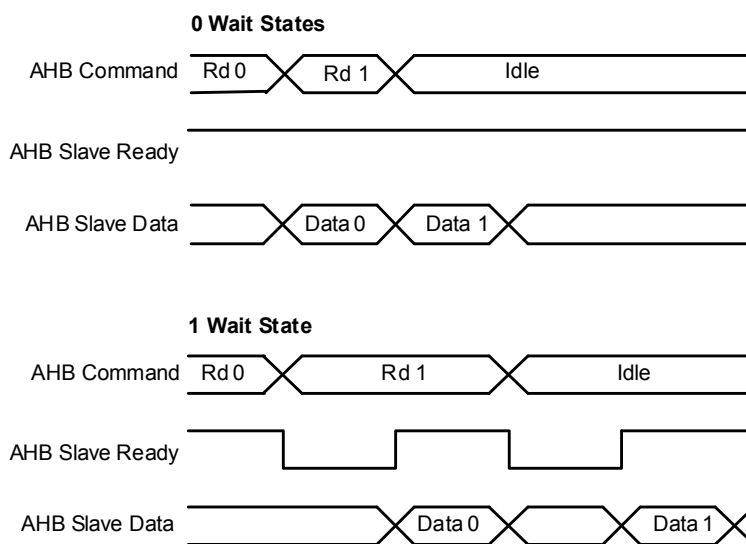 0 Wait States
AHB Command Rd 0 Rd 1 Idle
AHB Slave Ready
AHB Slave Data Data 0 Data 1
1 Wait State
AHB Command Rd 0 Rd 1 Idle
AHB Slave Ready
AHB Slave Data Data 0 Data 1